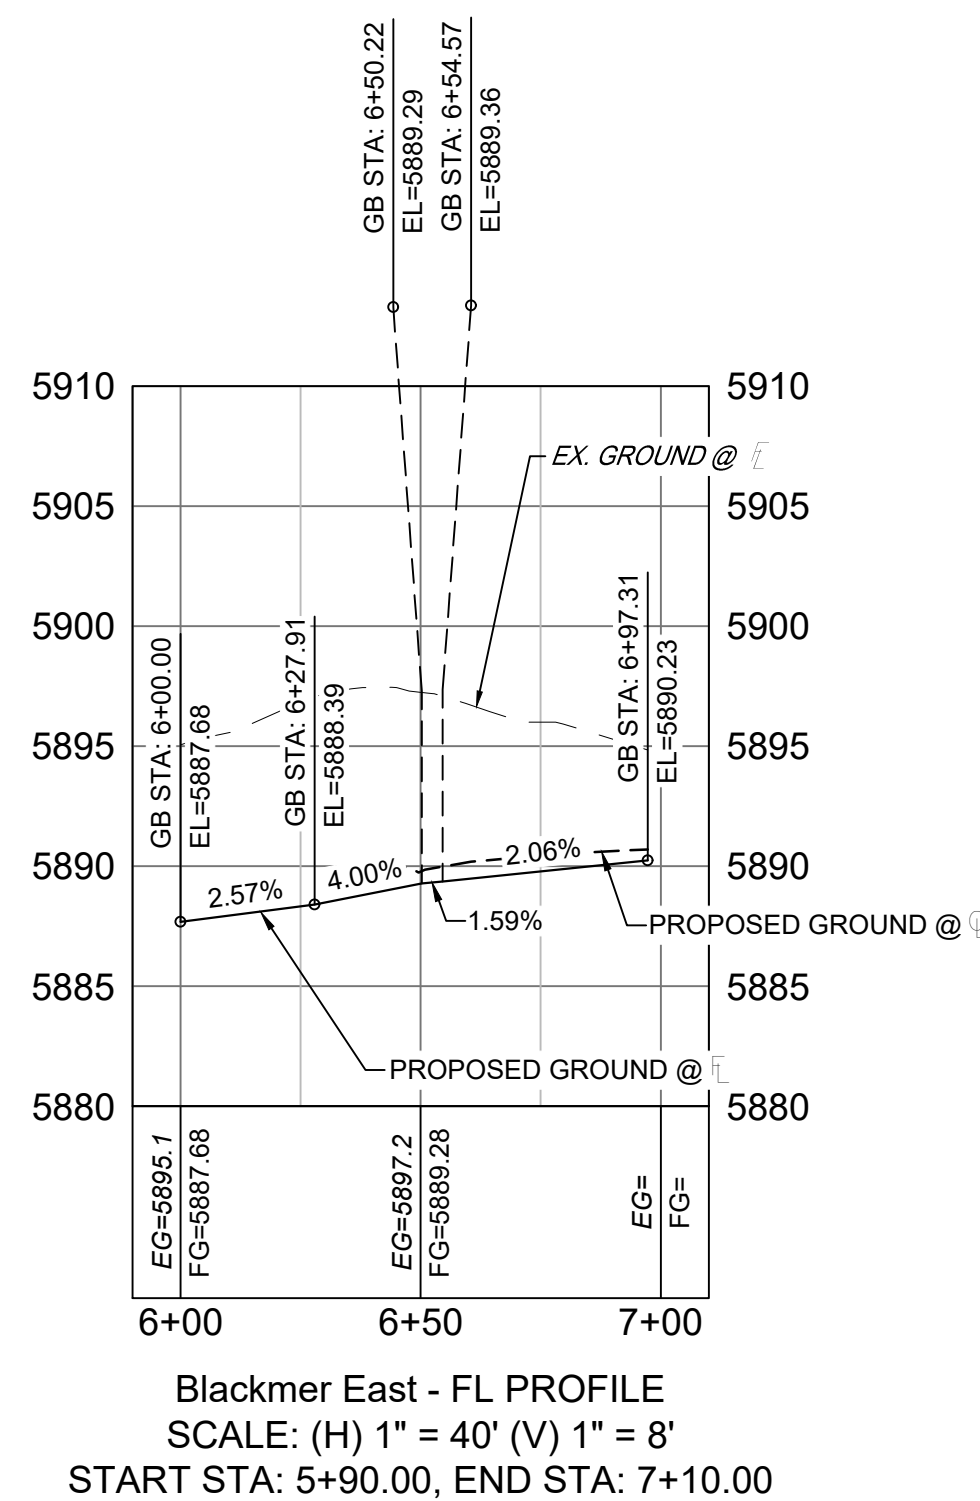 GB STA: 6+50.22
EL=5889.29
GB STA: 6+54.57
EL=5889.36
5910
5910
EX. GROUND @ FL
5905
5905
5900
5900
GB STA: 6+00.00
EL=5887.68
GB STA: 6+27.91
EL=5888.39
GB STA: 6+97.31
EL=5890.23
5895
5895
5890
5890
2.57%
4.00%
2.06%
1.59%
PROPOSED GROUND @ CL
5885
5885
PROPOSED GROUND @ FL
5880
5880
EG=5895.1
FG=5887.68
EG=5897.2
FG=5889.28
EG=
FG=
6+00
6+50
7+00
Blackmer East - FL PROFILE
SCALE: (H) 1" = 40' (V) 1" = 8'
START STA: 5+90.00, END STA: 7+10.00